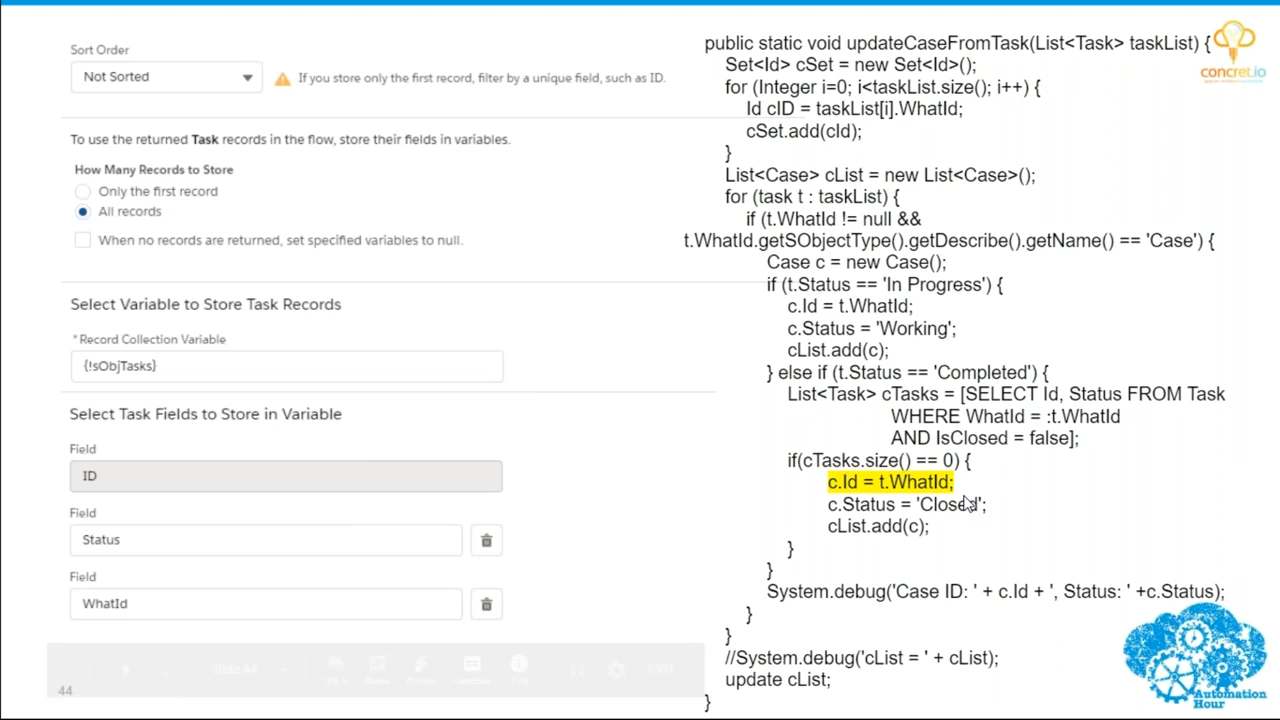 Sort Order
Not Sorted
If you store only the first record, filter by a unique field, such as ID.
To use the returned Task records in the flow, store their fields in variables.
How Many Records to Store
Only the first record
All records
When no records are returned, set specified variables to null.
Select Variable to Store Task Records
*Record Collection Variable
{!sObjTasks}
Select Task Fields to Store in Variable
Field
ID
Field
Status
Field
WhatId
Slide 44
44
public static void updateCaseFromTask(List<Task> taskList) {
Set<Id> cSet = new Set<Id>();
for (Integer i=0; i<taskList.size(); i++) {
Id cID = taskList[i].WhatId;
cSet.add(cId);
}
List<Case> cList = new List<Case>();
for (task t : taskList) {
if (t.WhatId != null &&
t.WhatId.getSObjectType().getDescribe().getName() == 'Case') {
Case c = new Case();
if (t.Status == 'In Progress') {
c.Id = t.WhatId;
c.Status = 'Working';
cList.add(c);
} else if (t.Status == 'Completed') {
List<Task> cTasks = [SELECT Id, Status FROM Task
WHERE WhatId = :t.WhatId
AND IsClosed = false];
if(cTasks.size() == 0) {
c.Id = t.WhatId;
c.Status = 'Closed';
cList.add(c);
}
}
System.debug('Case ID: ' + c.Id + ', Status: ' +c.Status);
}
}
//System.debug('cList = ' + cList);
update cList;
}
concret.io
Automation
Hour